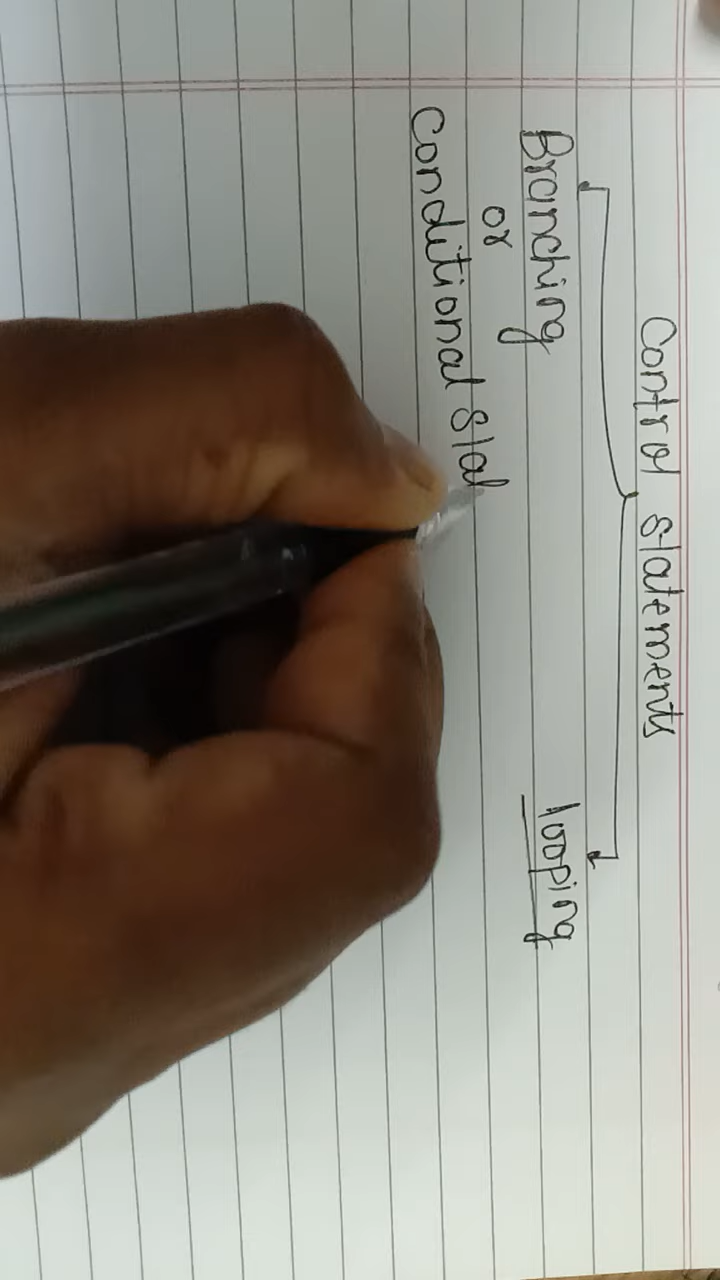 Control statements
Branching looping
or
Conditional stat